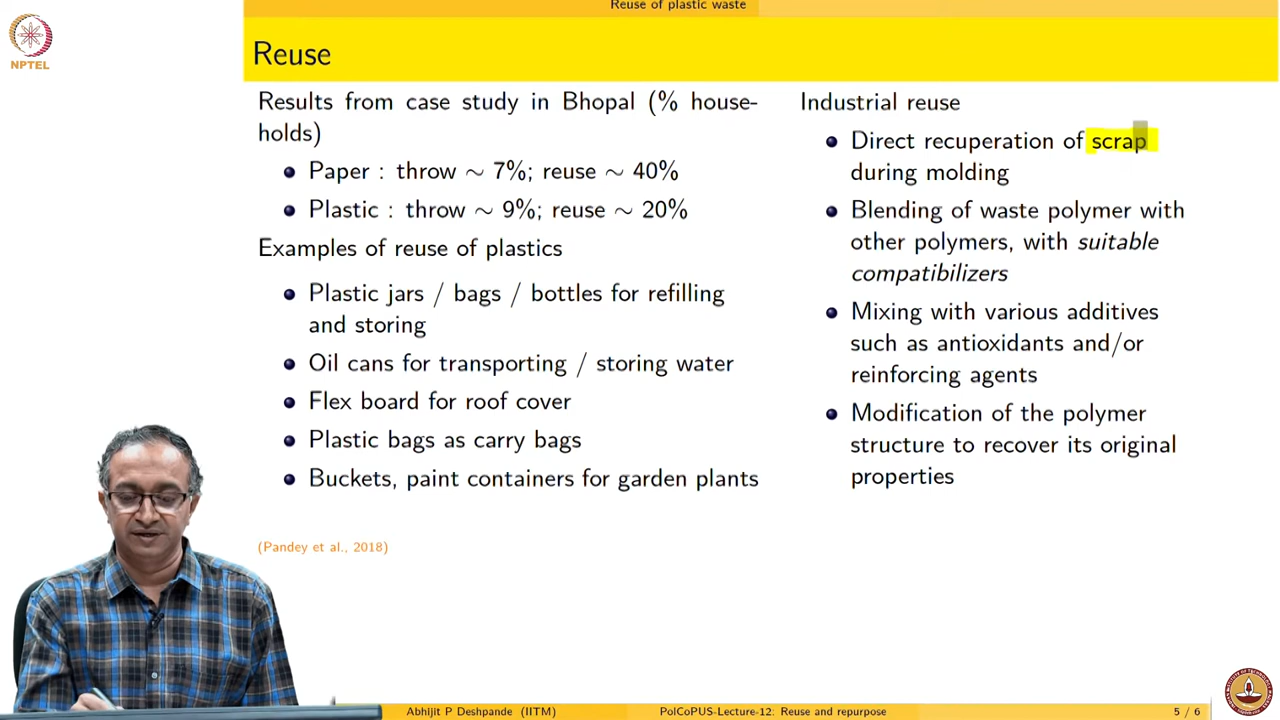 Reuse of plastic waste
NPTEL
Reuse
Results from case study in Bhopal (% house-
holds)
Paper : throw ∼ 7%; reuse ∼ 40%
Plastic : throw ∼ 9%; reuse ∼ 20%
Examples of reuse of plastics
Plastic jars / bags / bottles for refilling
and storing
Oil cans for transporting / storing water
Flex board for roof cover
Plastic bags as carry bags
Buckets, paint containers for garden plants
(Pandey et al., 2018)
Industrial reuse
Direct recuperation of scrap
during molding
Blending of waste polymer with
other polymers, with suitable
compatibilizers
Mixing with various additives
such as antioxidants and/or
reinforcing agents
Modification of the polymer
structure to recover its original
properties
Abhijit P Deshpande (IITM)
PolCoPUS-Lecture-12: Reuse and repurpose
5 / 6